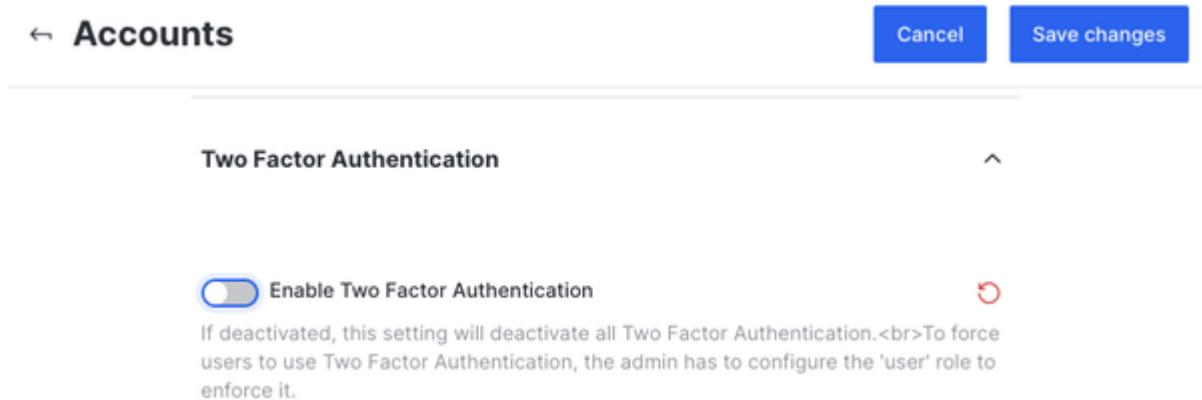 Accounts
Cancel
Save changes
Two Factor Authentication
Enable Two Factor Authentication
If deactivated, this setting will deactivate all Two Factor Authentication.<br>To force
users to use Two Factor Authentication, the admin has to configure the 'user' role to
enforce it.